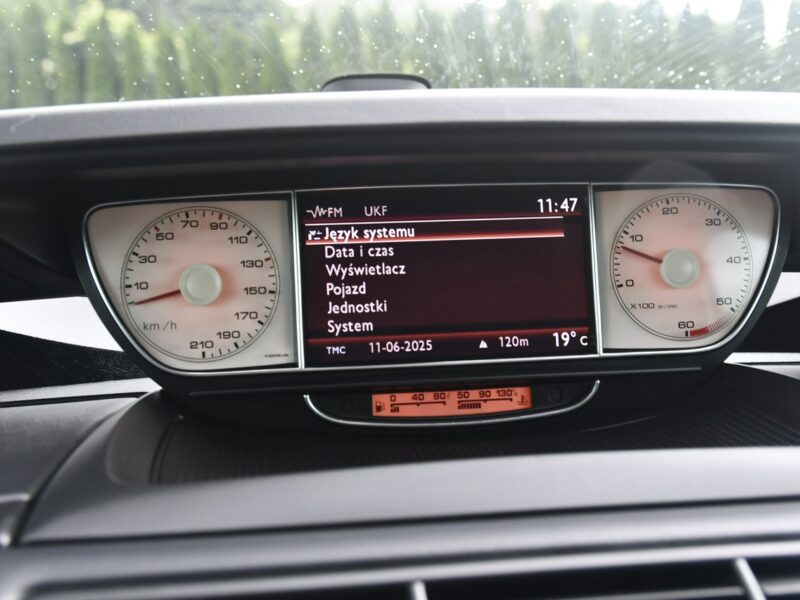 FM UKF 11:47
Język systemu
Data i czas
Wyświetlacz
Pojazd
Jednostki
System
TMC 11-06-2025 ▲ 120m 19°C
10 30 50 70 90 110 130 150 170 190 210
km/h
0 10 20 30 40 50 60
X100
0 40 80 50 90 130°